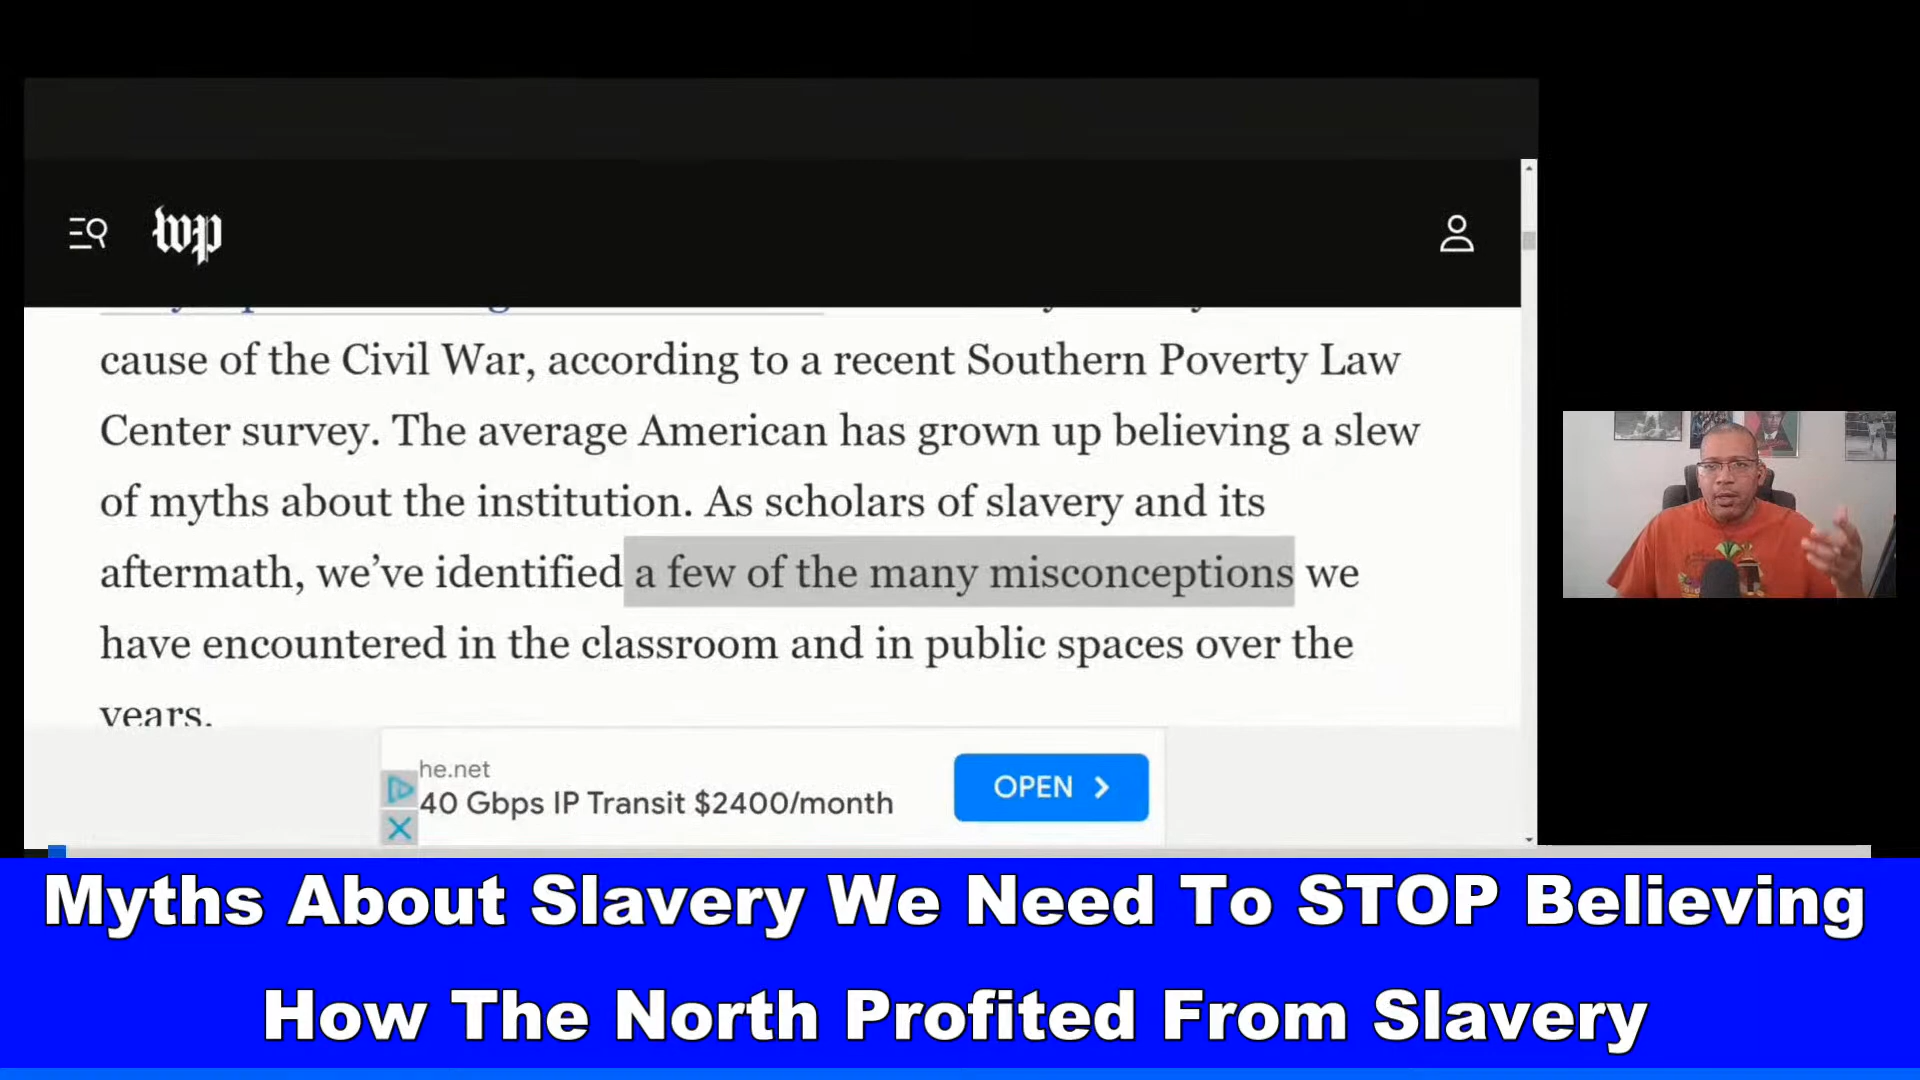 wp
cause of the Civil War, according to a recent Southern Poverty Law
Center survey. The average American has grown up believing a slew
of myths about the institution. As scholars of slavery and its
aftermath, we’ve identified a few of the many misconceptions we
have encountered in the classroom and in public spaces over the
years.
he.net
40 Gbps IP Transit $2400/month
OPEN
Myths About Slavery We Need To STOP Believing
How The North Profited From Slavery